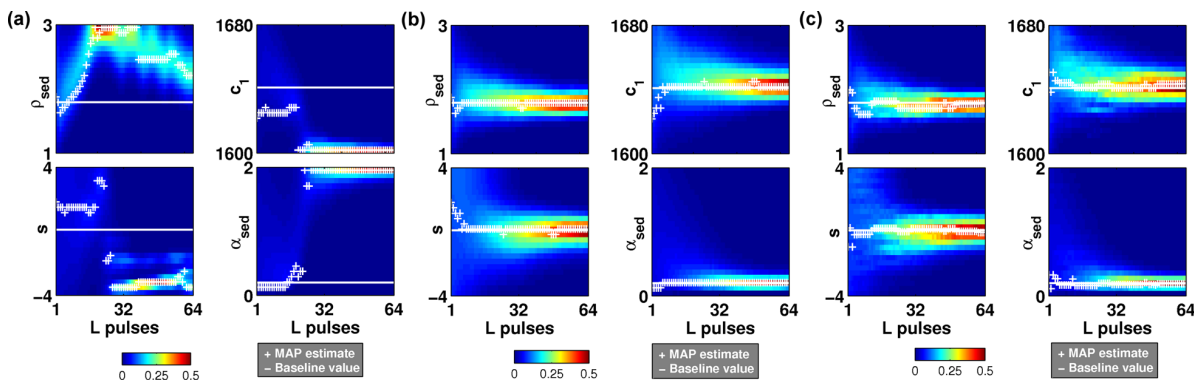 (a)
3
ρsed
1
1680
c1
1600
4
s
-4
1
32
64
L pulses
2
αsed
0
1
32
64
L pulses
0
0.25
0.5
+ MAP estimate
− Baseline value
(b)
3
ρsed
1
1680
c1
1600
4
s
-4
1
32
64
L pulses
2
αsed
0
1
32
64
L pulses
0
0.25
0.5
+ MAP estimate
− Baseline value
(c)
3
ρsed
1
1680
c1
1600
4
s
-4
1
32
64
L pulses
2
αsed
0
1
32
64
L pulses
0
0.25
0.5
+ MAP estimate
− Baseline value